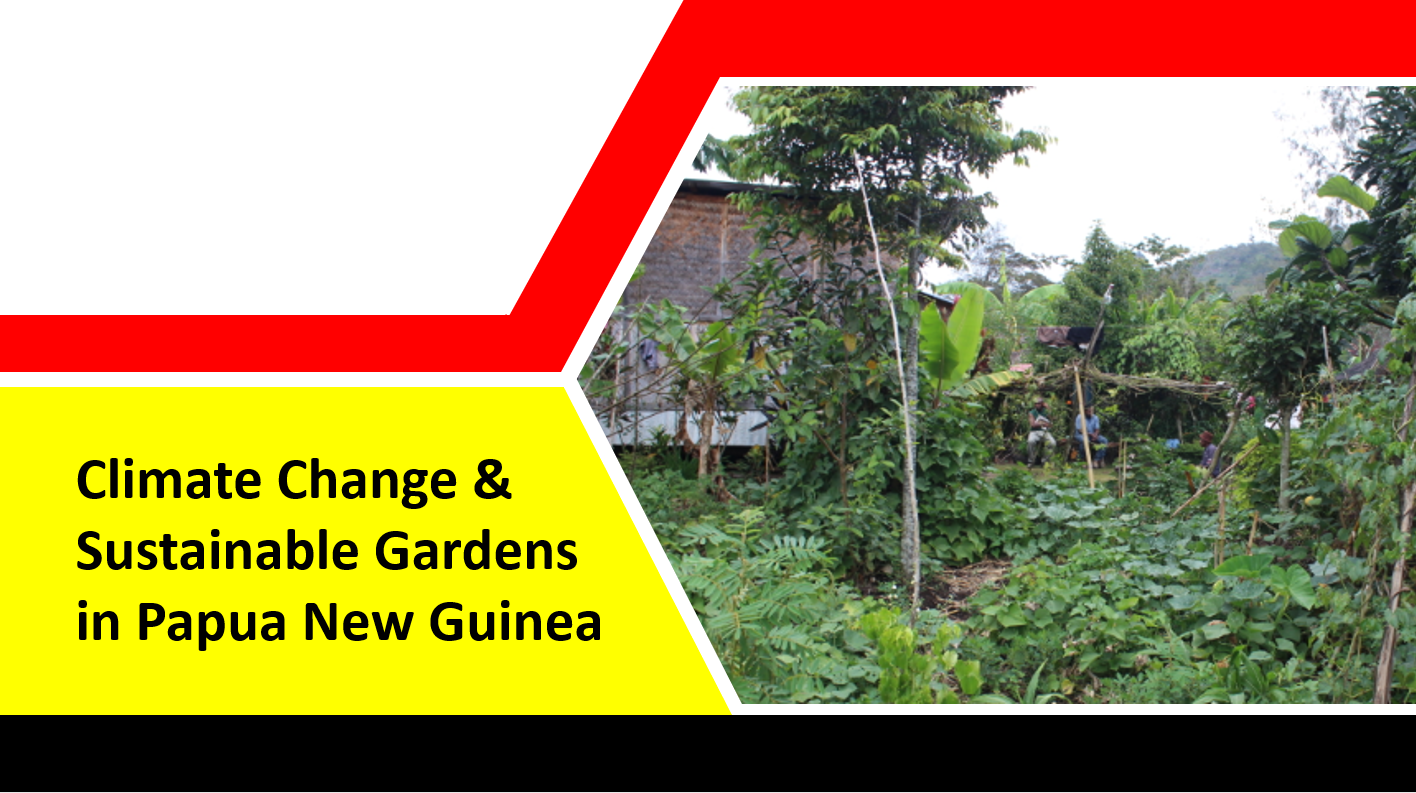 Climate Change &
Sustainable Gardens
in Papua New Guinea